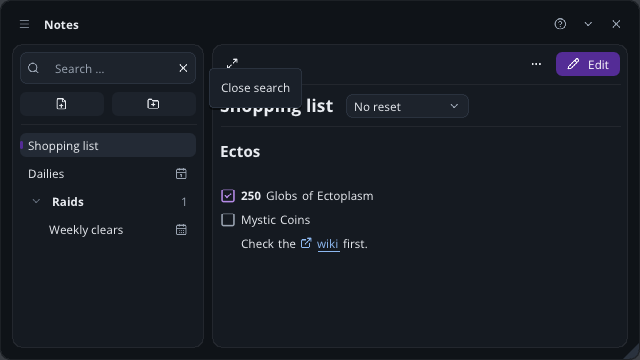 Notes
Search ...
Close search
Edit
Shopping list
No reset
Shopping list
Dailies
Raids 1
Weekly clears
Ectos
250 Globs of Ectoplasm
Mystic Coins
Check the wiki first.